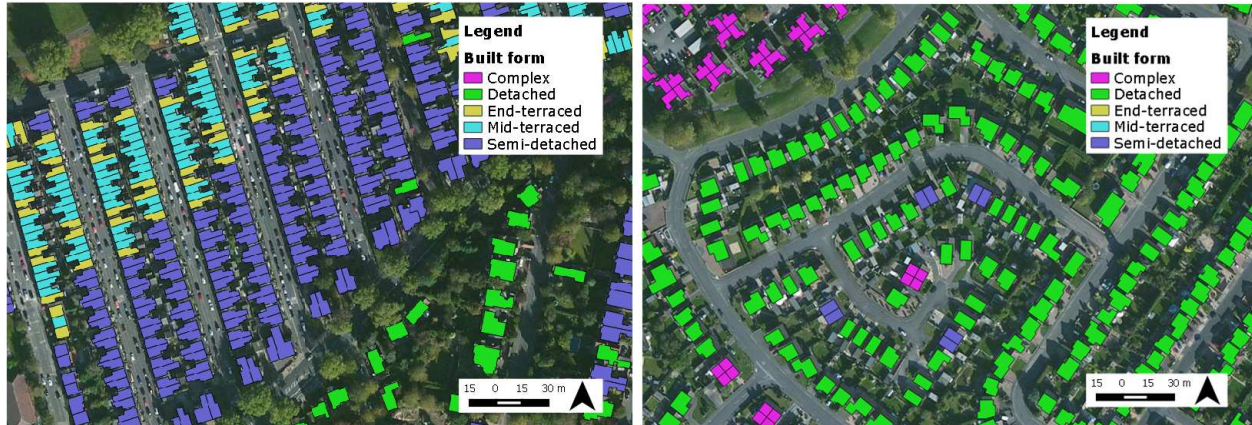 Legend
Built form
Complex
Detached
End-terraced
Mid-terraced
Semi-detached
15 0 15 30 m
Legend
Built form
Complex
Detached
End-terraced
Mid-terraced
Semi-detached
15 0 15 30 m